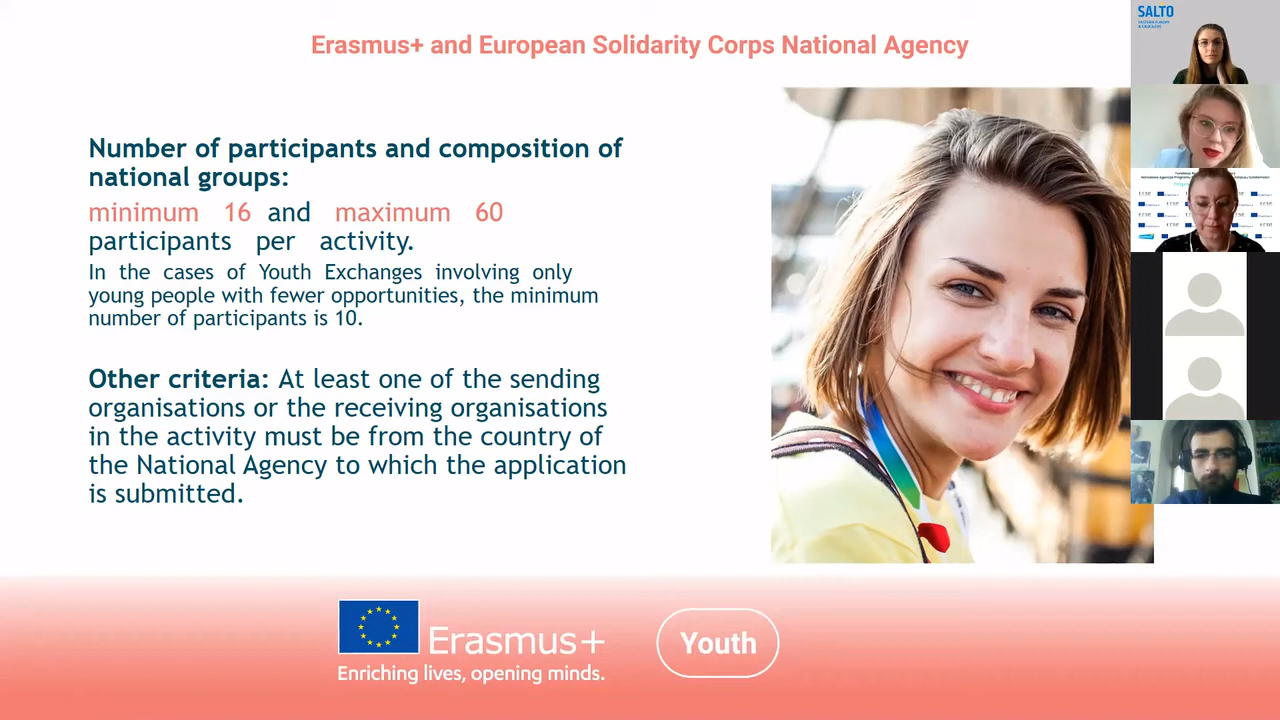 Erasmus+ and European Solidarity Corps National Agency
Number of participants and composition of
national groups:
minimum 16 and maximum 60
participants per activity.
In the cases of Youth Exchanges involving only
young people with fewer opportunities, the minimum
number of participants is 10.
Other criteria: At least one of the sending
organisations or the receiving organisations
in the activity must be from the country of
the National Agency to which the application
is submitted.
Erasmus+
Enriching lives, opening minds.
Youth
SALTO